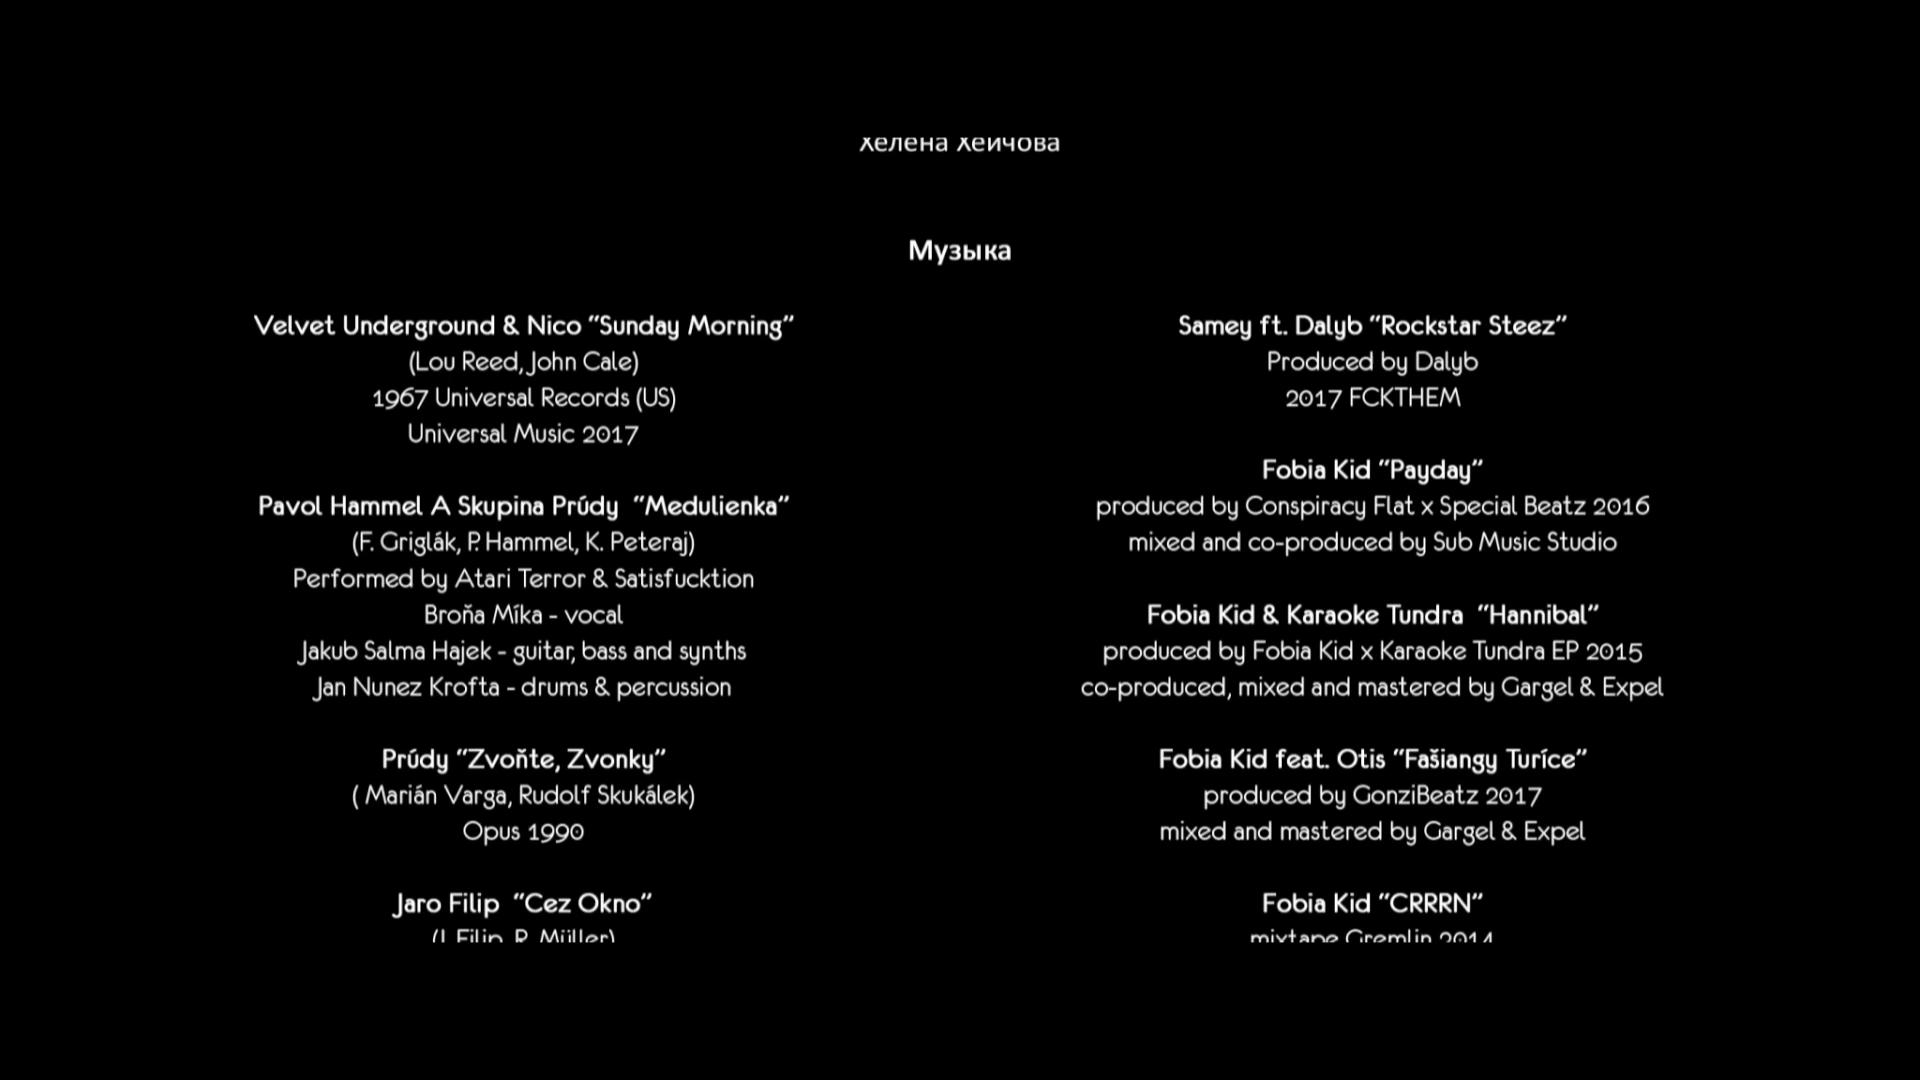 Хелена Хейчова
Музыка
Velvet Underground & Nico “Sunday Morning”
(Lou Reed, John Cale)
1967 Universal Records (US)
Universal Music 2017
Pavol Hammel A Skupina Prúdy “Medulienka”
(F. Griglák, P. Hammel, K. Peteraj)
Performed by Atari Terror & Satisfucktion
Broňa Míka - vocal
Jakub Salma Hajek - guitar, bass and synths
Jan Nunez Krofta - drums & percussion
Prúdy “Zvoňte, Zvonky”
( Marián Varga, Rudolf Skukálek)
Opus 1990
Jaro Filip “Cez Okno”
(J. Filip, R. Müller)
Samey ft. Dalyb “Rockstar Steez”
Produced by Dalyb
2017 FCKTHEM
Fobia Kid “Payday”
produced by Conspiracy Flat x Special Beatz 2016
mixed and co-produced by Sub Music Studio
Fobia Kid & Karaoke Tundra “Hannibal”
produced by Fobia Kid x Karaoke Tundra EP 2015
co-produced, mixed and mastered by Gargel & Expel
Fobia Kid feat. Otis “Fašiangy Turíce”
produced by GonziBeatz 2017
mixed and mastered by Gargel & Expel
Fobia Kid “CRRRN”
mixtape Gremlin 2014